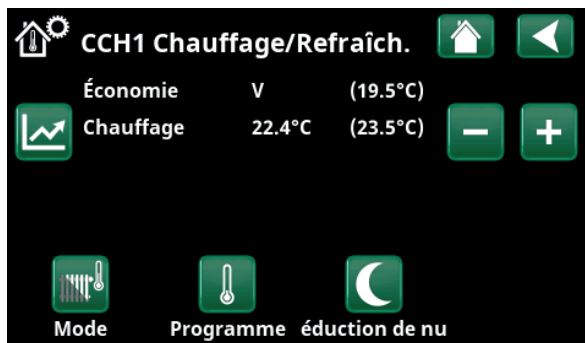 CCH1 Chauffage/Refraîch.
Économie V (19.5°C)
Chauffage 22.4°C (23.5°C)
Mode Programme éduction de nu